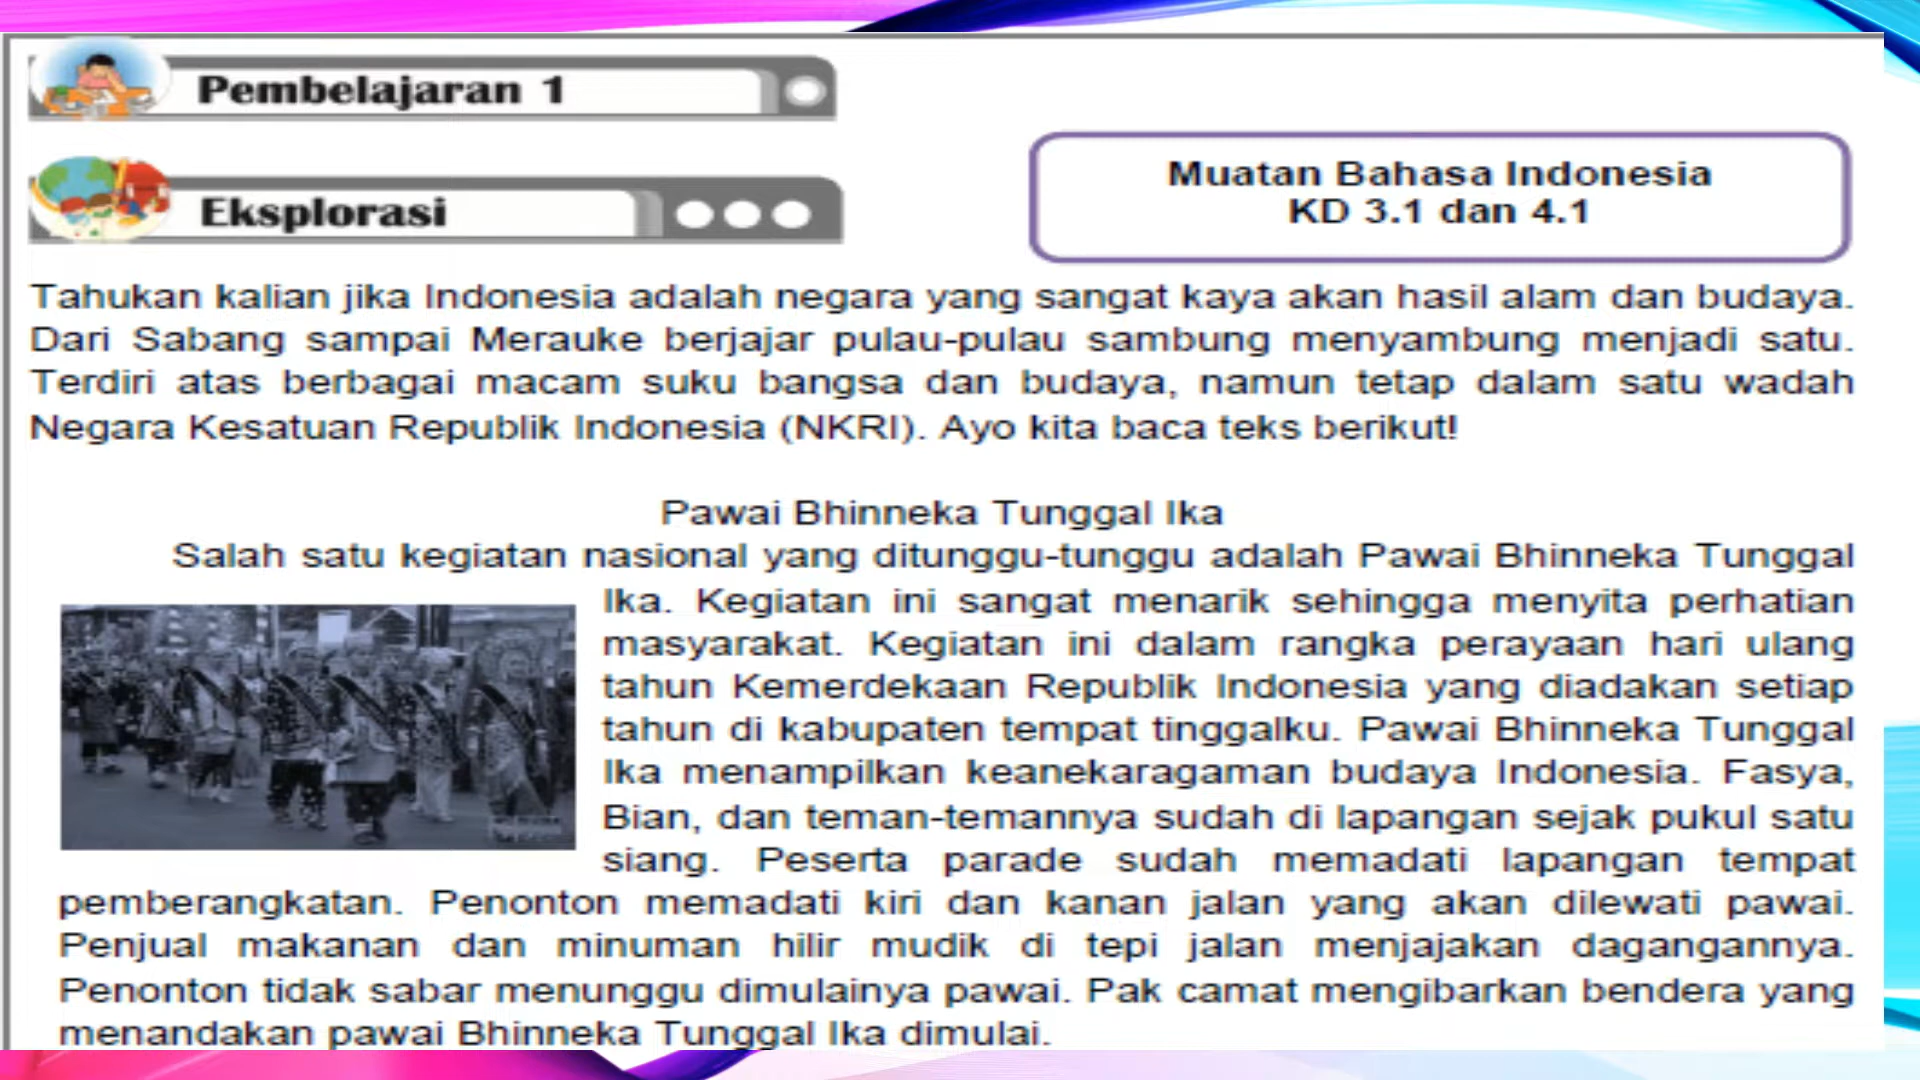 Pembelajaran 1
Eksplorasi
Muatan Bahasa Indonesia
KD 3.1 dan 4.1
Tahukan kalian jika Indonesia adalah negara yang sangat kaya akan hasil alam dan budaya.
Dari Sabang sampai Merauke berjajar pulau-pulau sambung menyambung menjadi satu.
Terdiri atas berbagai macam suku bangsa dan budaya, namun tetap dalam satu wadah
Negara Kesatuan Republik Indonesia (NKRI). Ayo kita baca teks berikut!
Pawai Bhinneka Tunggal Ika
Salah satu kegiatan nasional yang ditunggu-tunggu adalah Pawai Bhinneka Tunggal
Ika. Kegiatan ini sangat menarik sehingga menyita perhatian
masyarakat. Kegiatan ini dalam rangka perayaan hari ulang
tahun Kemerdekaan Republik Indonesia yang diadakan setiap
tahun di kabupaten tempat tinggalku. Pawai Bhinneka Tunggal
Ika menampilkan keanekaragaman budaya Indonesia. Fasya,
Bian, dan teman-temannya sudah di lapangan sejak pukul satu
siang. Peserta parade sudah memadati lapangan tempat
pemberangkatan. Penonton memadati kiri dan kanan jalan yang akan dilewati pawai.
Penjual makanan dan minuman hilir mudik di tepi jalan menjajakan dagangannya.
Penonton tidak sabar menunggu dimulainya pawai. Pak camat mengibarkan bendera yang
menandakan pawai Bhinneka Tunggal Ika dimulai.